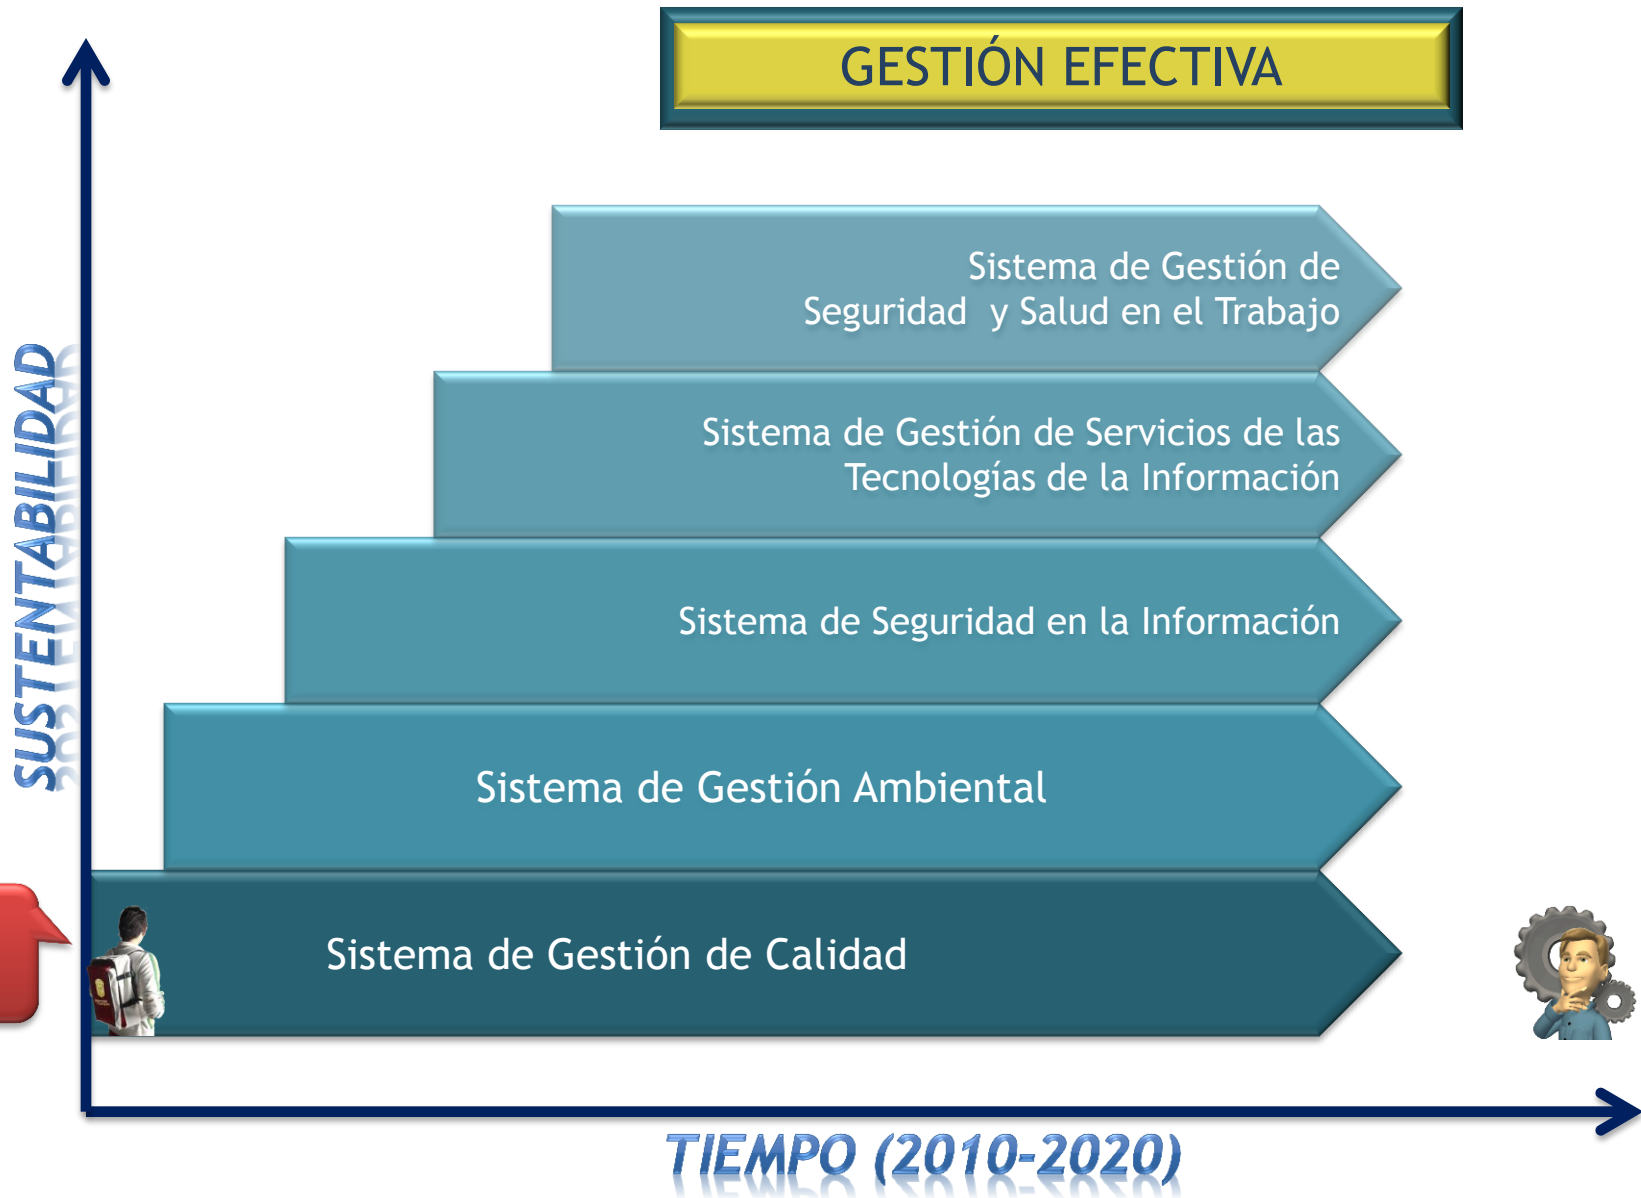 GESTIÓN EFECTIVA
Sistema de Gestión de
Seguridad y Salud en el Trabajo
Sistema de Gestión de Servicios de las
Tecnologías de la Información
Sistema de Seguridad en la Información
Sistema de Gestión Ambiental
Sistema de Gestión de Calidad
SUSTENTABILIDAD
TIEMPO (2010-2020)